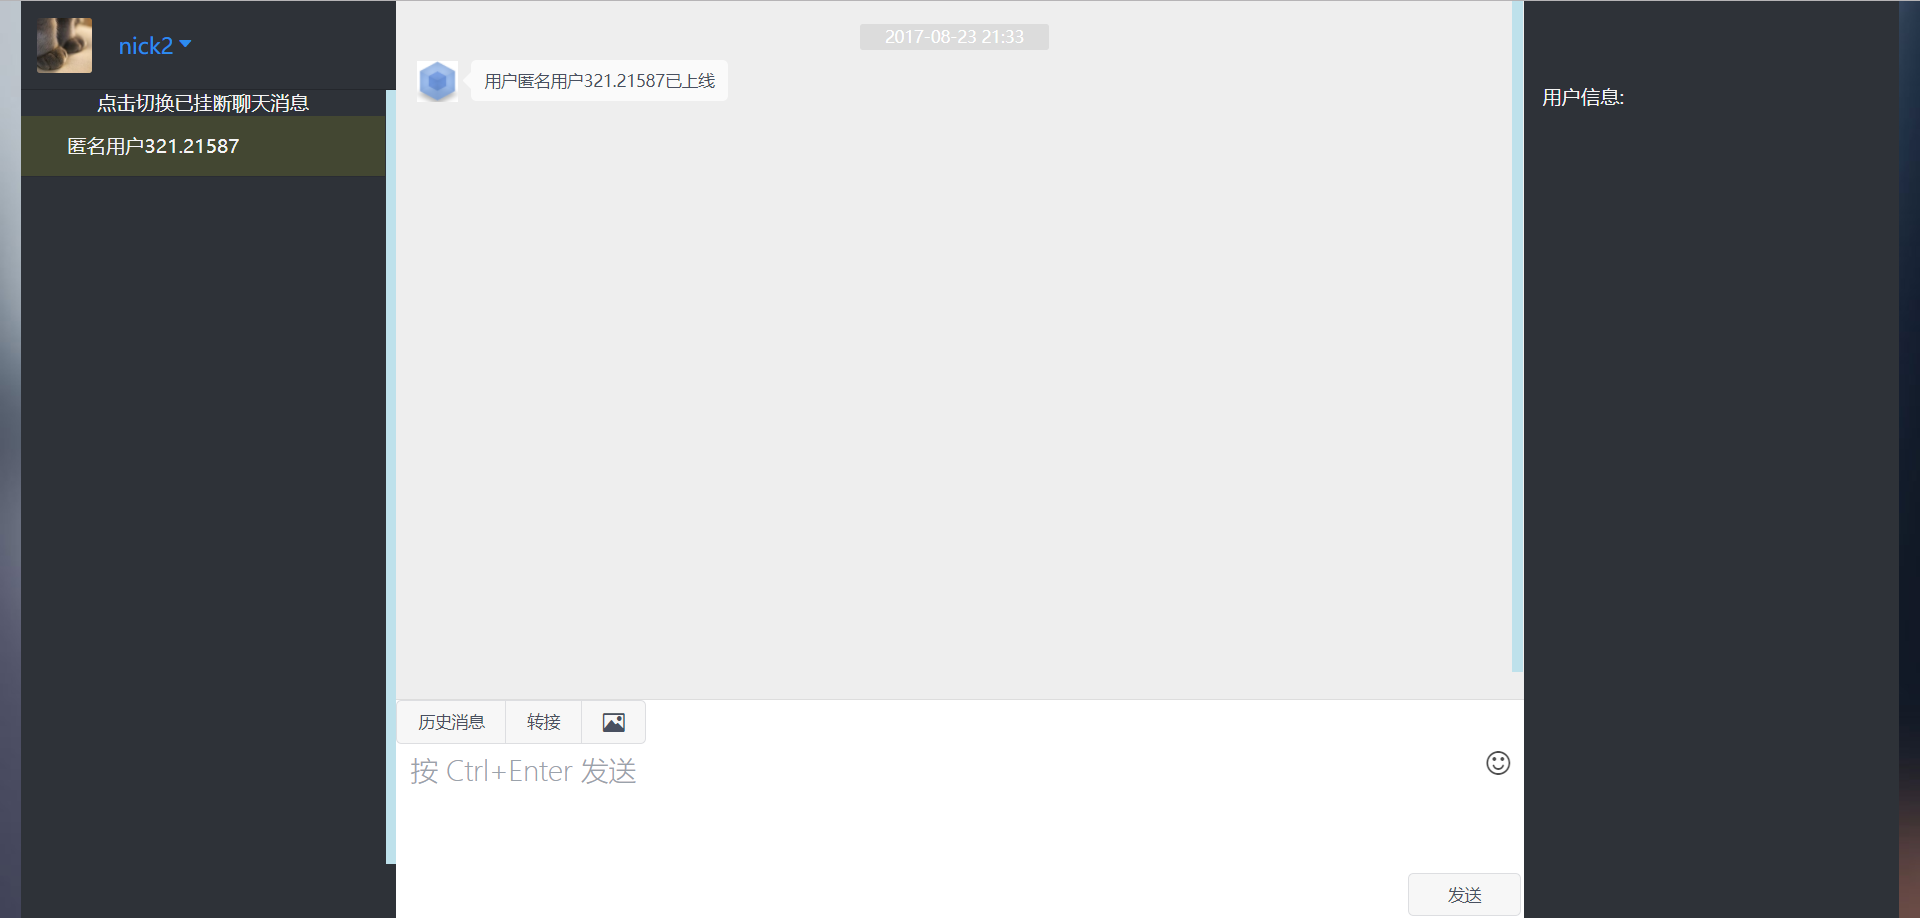 nick2
点击切换已挂断聊天消息
匿名用户321.21587
2017-08-23 21:33
用户匿名用户321.21587已上线
历史消息
转接
按 Ctrl+Enter 发送
发送
用户信息: